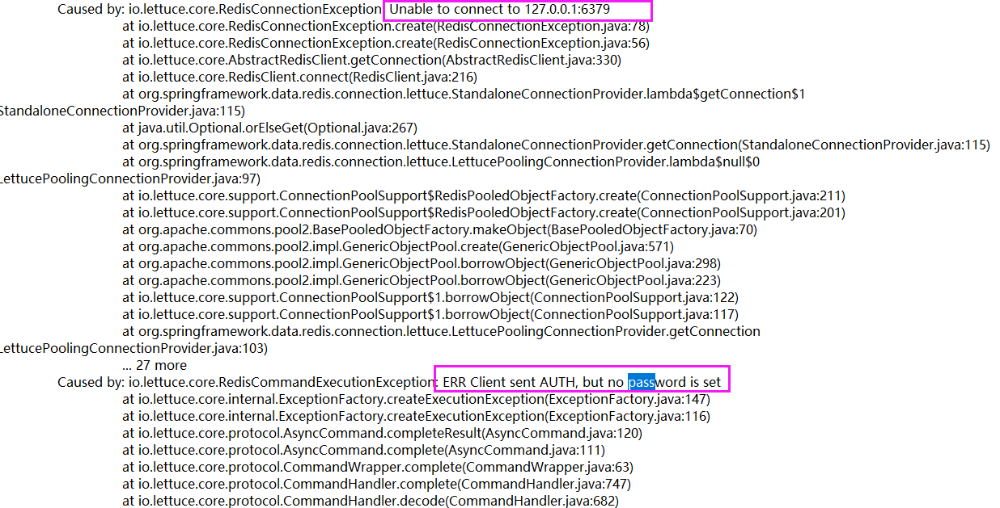 Caused by: io.lettuce.core.RedisConnectionException: Unable to connect to 127.0.0.1:6379
at io.lettuce.core.RedisConnectionException.create(RedisConnectionException.java:78)
at io.lettuce.core.RedisConnectionException.create(RedisConnectionException.java:56)
at io.lettuce.core.AbstractRedisClient.getConnection(AbstractRedisClient.java:330)
at io.lettuce.core.RedisClient.connect(RedisClient.java:216)
at org.springframework.data.redis.connection.lettuce.StandaloneConnectionProvider.lambda$getConnection$1
StandaloneConnectionProvider.java:115)
at java.util.Optional.orElseGet(Optional.java:267)
at org.springframework.data.redis.connection.lettuce.StandaloneConnectionProvider.getConnection(StandaloneConnectionProvider.java:115)
at org.springframework.data.redis.connection.lettuce.LettucePoolingConnectionProvider.lambda$null$0
LettucePoolingConnectionProvider.java:97)
at io.lettuce.core.support.ConnectionPoolSupport$RedisPooledObjectFactory.create(ConnectionPoolSupport.java:211)
at io.lettuce.core.support.ConnectionPoolSupport$RedisPooledObjectFactory.create(ConnectionPoolSupport.java:201)
at org.apache.commons.pool2.BasePooledObjectFactory.makeObject(BasePooledObjectFactory.java:70)
at org.apache.commons.pool2.impl.GenericObjectPool.create(GenericObjectPool.java:571)
at org.apache.commons.pool2.impl.GenericObjectPool.borrowObject(GenericObjectPool.java:298)
at org.apache.commons.pool2.impl.GenericObjectPool.borrowObject(GenericObjectPool.java:223)
at io.lettuce.core.support.ConnectionPoolSupport$1.borrowObject(ConnectionPoolSupport.java:122)
at io.lettuce.core.support.ConnectionPoolSupport$1.borrowObject(ConnectionPoolSupport.java:117)
at org.springframework.data.redis.connection.lettuce.LettucePoolingConnectionProvider.getConnection
LettucePoolingConnectionProvider.java:103)
... 27 more
Caused by: io.lettuce.core.RedisCommandExecutionException: ERR Client sent AUTH, but no password is set
at io.lettuce.core.internal.ExceptionFactory.createExecutionException(ExceptionFactory.java:147)
at io.lettuce.core.internal.ExceptionFactory.createExecutionException(ExceptionFactory.java:116)
at io.lettuce.core.protocol.AsyncCommand.completeResult(AsyncCommand.java:120)
at io.lettuce.core.protocol.AsyncCommand.complete(AsyncCommand.java:111)
at io.lettuce.core.protocol.CommandWrapper.complete(CommandWrapper.java:63)
at io.lettuce.core.protocol.CommandHandler.complete(CommandHandler.java:747)
at io.lettuce.core.protocol.CommandHandler.decode(CommandHandler.java:682)